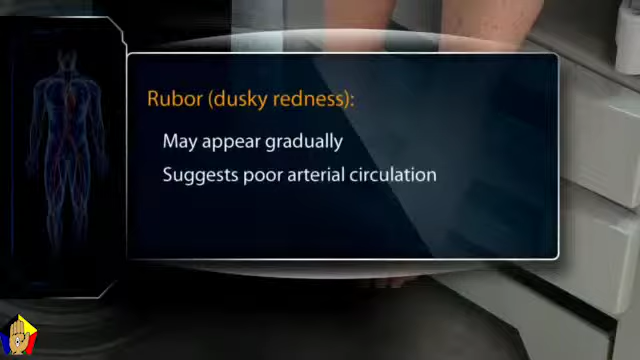 Rubor (dusky redness):
May appear gradually
Suggests poor arterial circulation